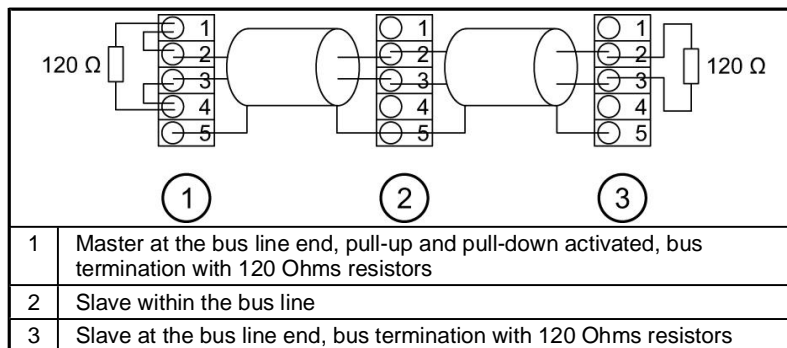 1 1 1
2 2 2
120 Ω 3 3 3 120 Ω
4 4 4
5 5 5
1 2 3
1 Master at the bus line end, pull-up and pull-down activated, bus
termination with 120 Ohms resistors
2 Slave within the bus line
3 Slave at the bus line end, bus termination with 120 Ohms resistors